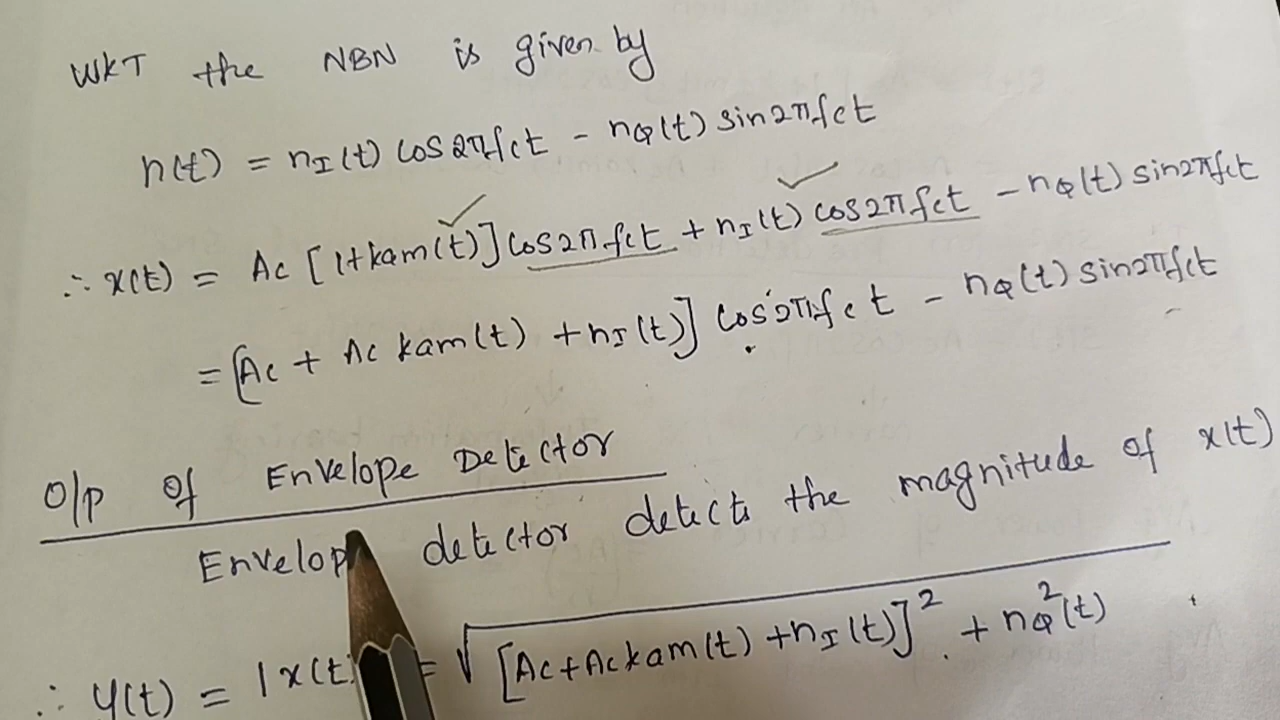 WKT the NBN is given by
n(t) = nI(t) cos2πfct - nQ(t) sin2πfct
∴ x(t) = Ac [1+kam(t)] cos2πfct + nI(t) cos2πfct - nQ(t) sin2πfct
= [Ac + Ac kam(t) + nI(t)] cos2πfct - nQ(t) sin2πfct
O/p Of Envelope Detector
Envelop detector detects the magnitude of x(t)
∴ y(t) = |x(t) = √[Ac+Ackam(t) +nI(t)]² + nQ²(t)